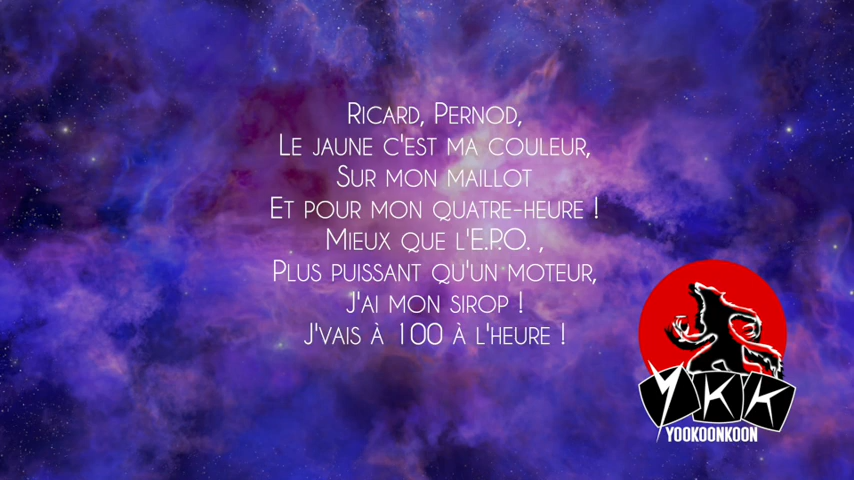 Ricard, Pernod,
Le jaune c'est ma couleur,
Sur mon maillot
Et pour mon quatre-heure !
Mieux que l'E.P.O. ,
Plus puissant qu'un moteur,
J'ai mon sirop !
J'vais à 100 à l'heure !
YKK
YOOKOONKOON